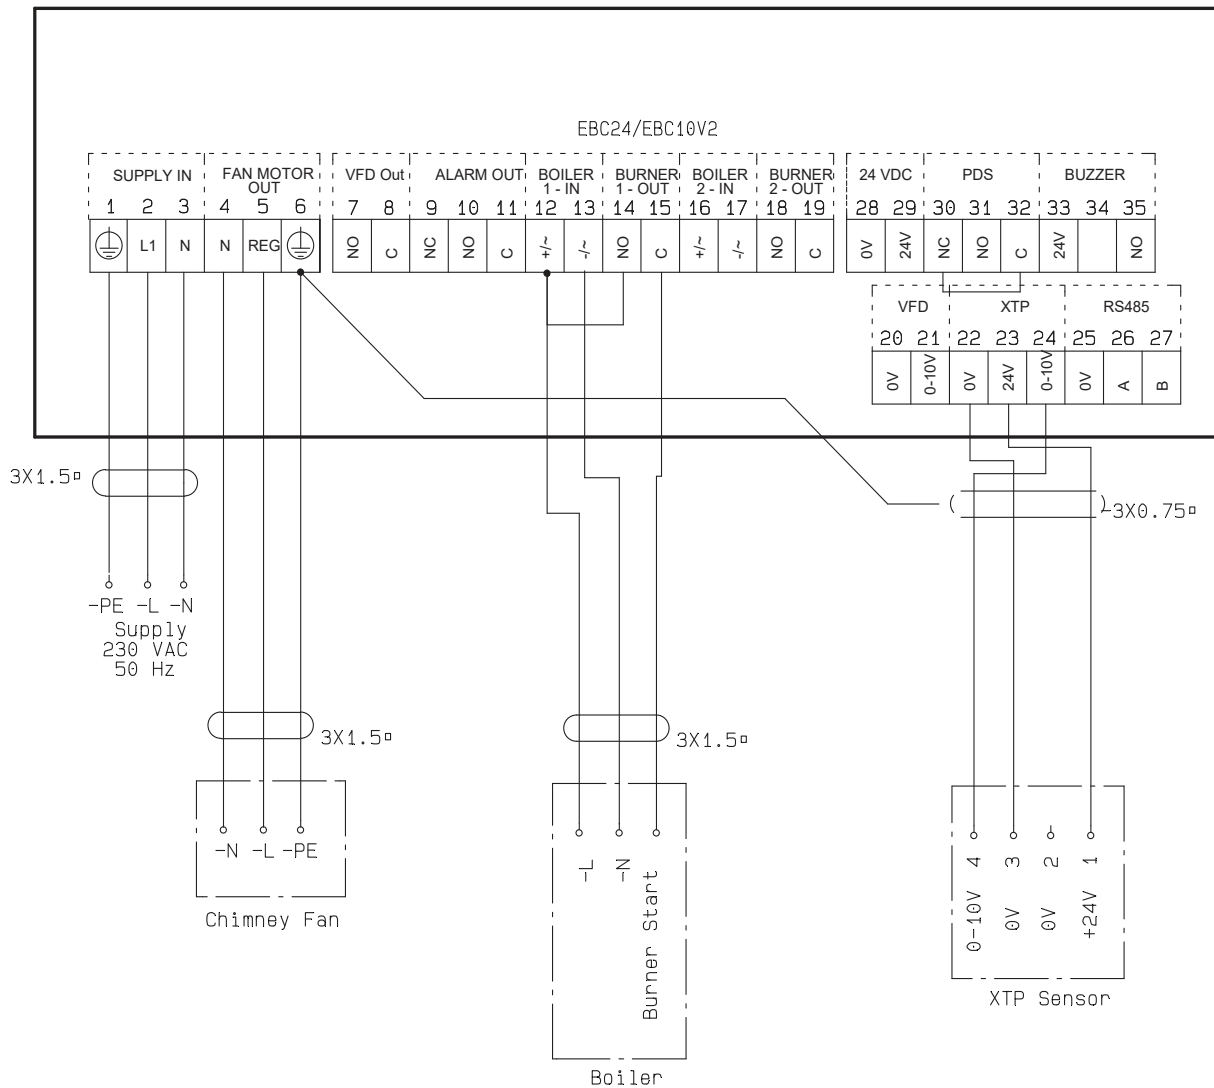 EBC24/EBC10V2
SUPPLY IN
FAN MOTOR
OUT
VFD Out
ALARM OUT
BOILER
1 - IN
BURNER
1 - OUT
BOILER
2 - IN
BURNER
2 - OUT
24 VDC
PDS
BUZZER
1 2 3 4 5 6 7 8 9 10 11 12 13 14 15 16 17 18 19 28 29 30 31 32 33 34 35
L1 N N REG NO C NC NO C +/~ -/~ NO C +/~ -/~ NO C 0V 24V NC NO C 24V NO
VFD
XTP
RS485
20 21 22 23 24 25 26 27
0V 0-10V 0V 24V 0-10V 0V A B
3X1.5▫
-3X0.75▫
-PE -L -N
Supply
230 VAC
50 Hz
3X1.5▫
3X1.5▫
-N -L -PE
Chimney Fan
-L
-N
Burner Start
Boiler
4 3 2 1
0-10V 0V 0V +24V
XTP Sensor